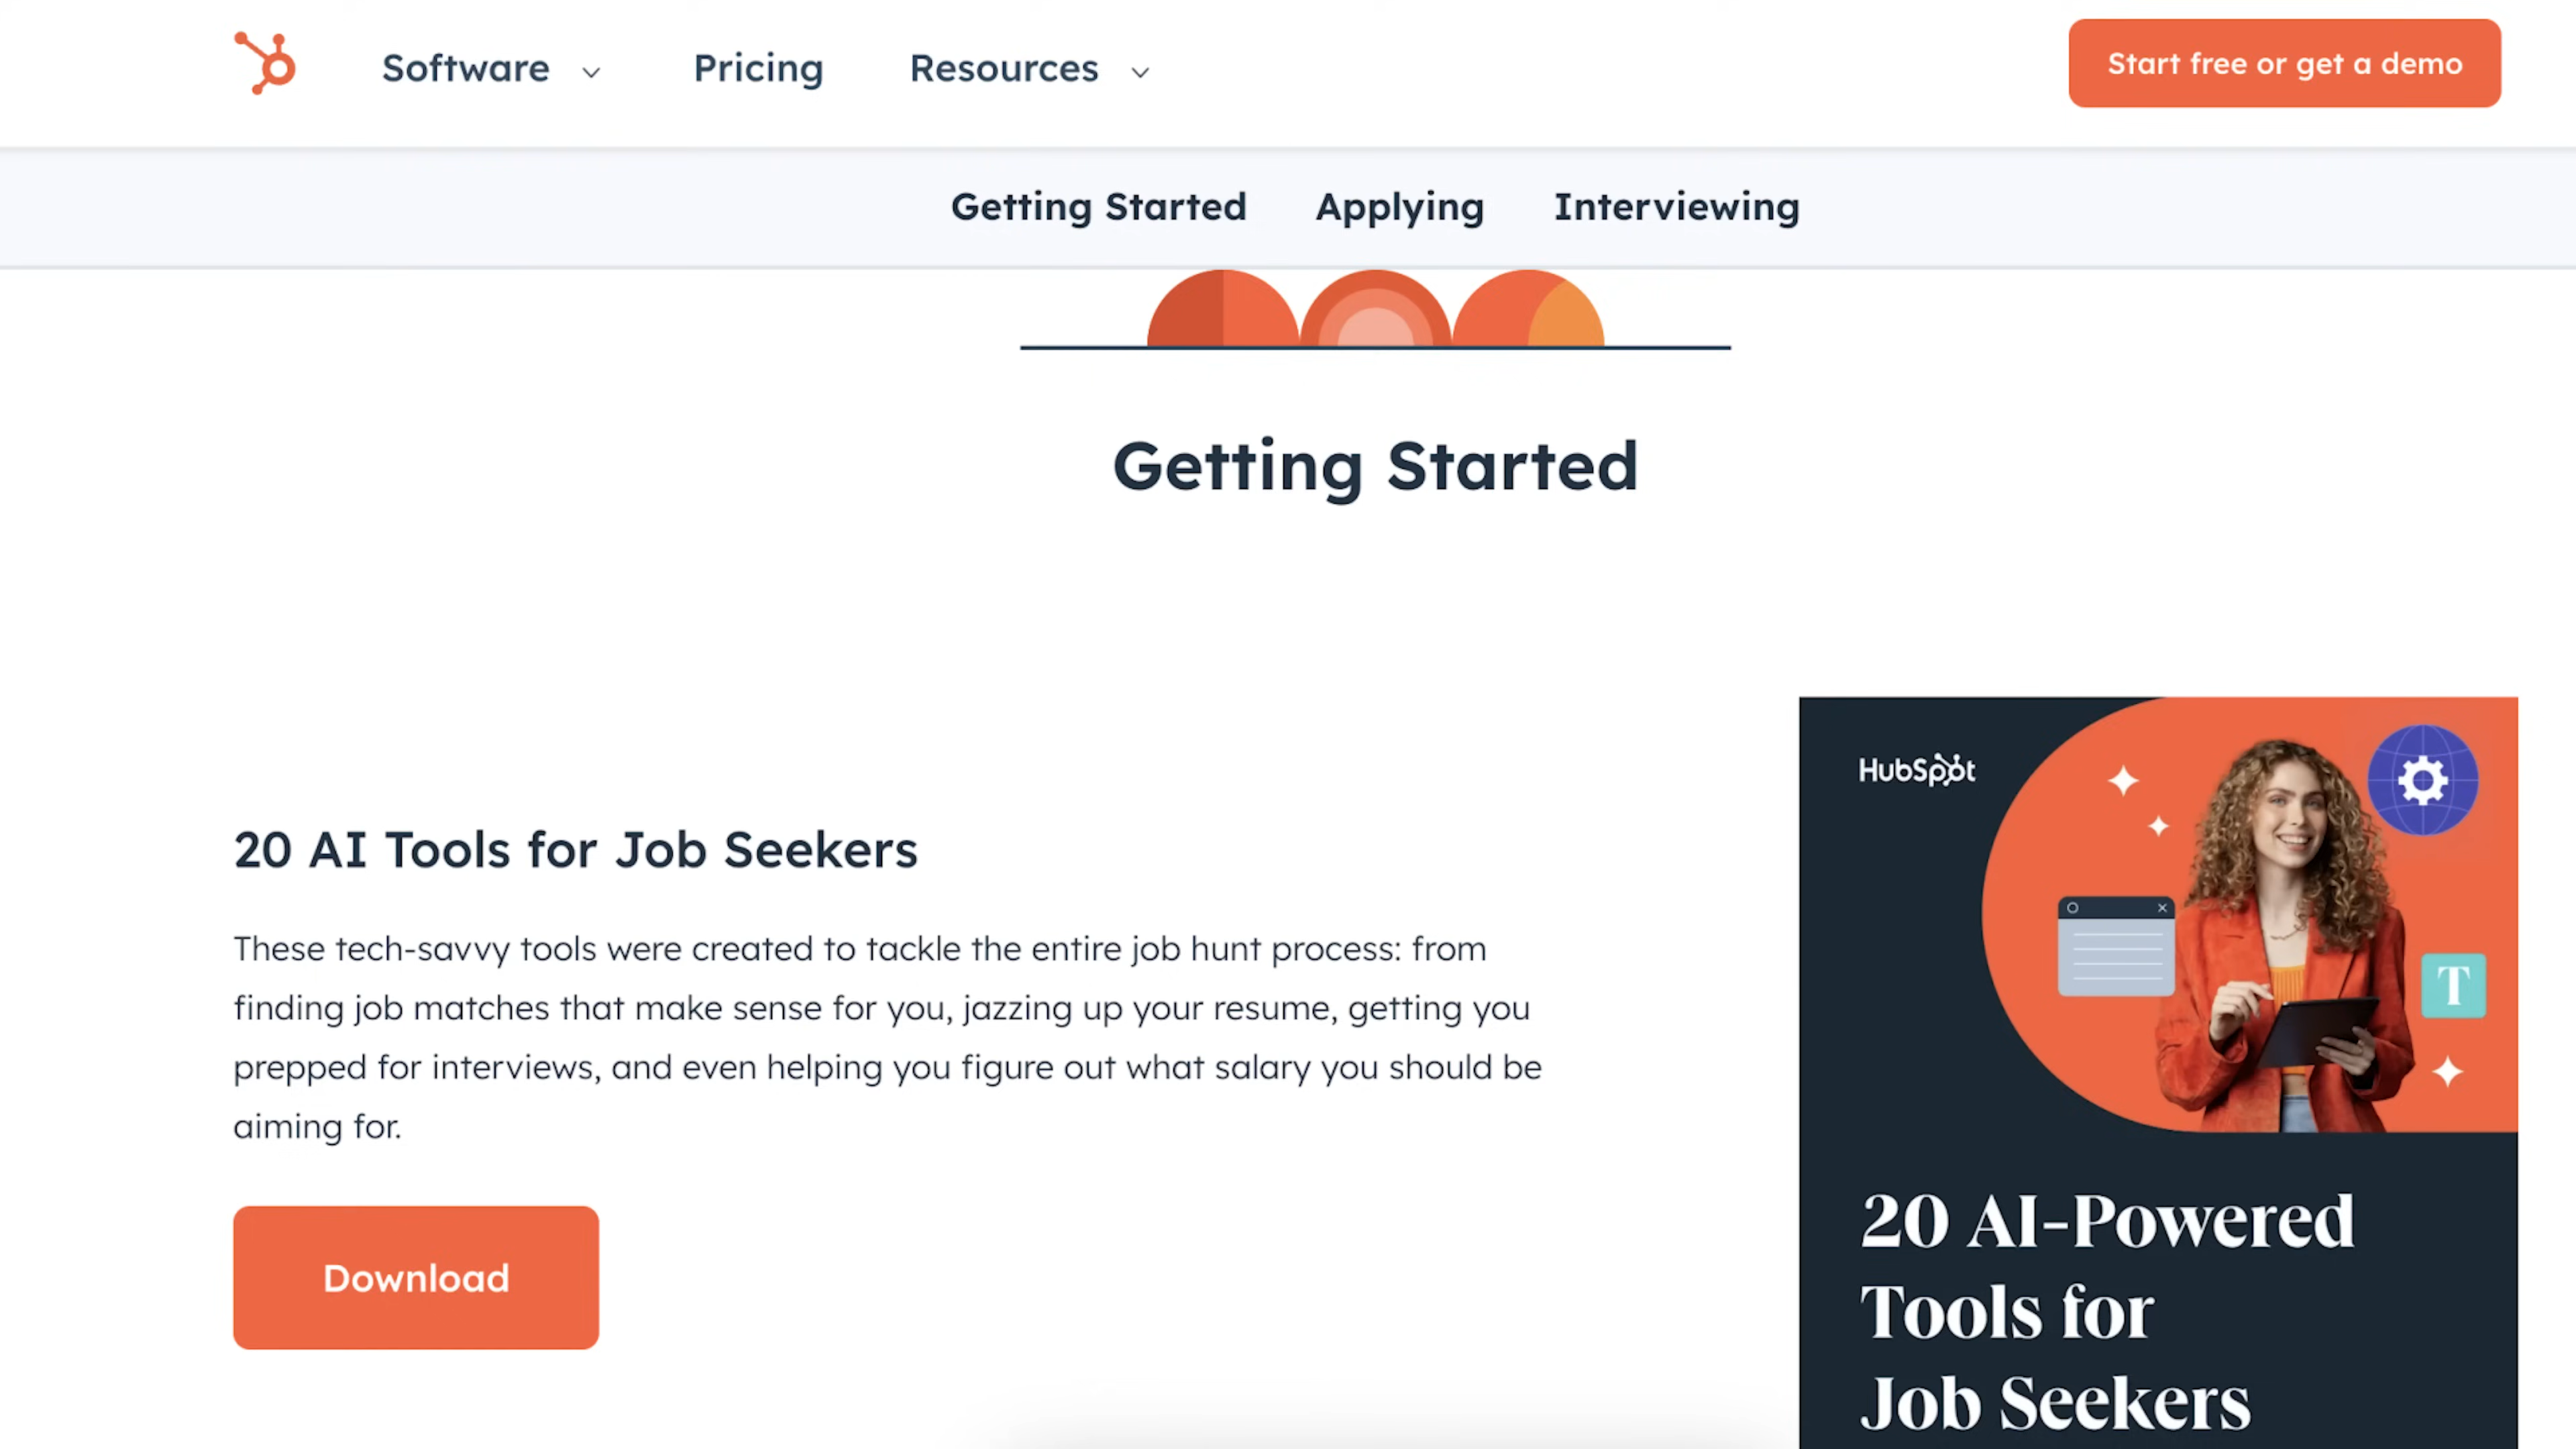 Software
Pricing
Resources
Start free or get a demo
Getting Started
Applying
Interviewing
Getting Started
20 AI Tools for Job Seekers
These tech-savvy tools were created to tackle the entire job hunt process: from
finding job matches that make sense for you, jazzing up your resume, getting you
prepped for interviews, and even helping you figure out what salary you should be
aiming for.
Download
HubSpot
T
20 AI-Powered
Tools for
Job Seekers